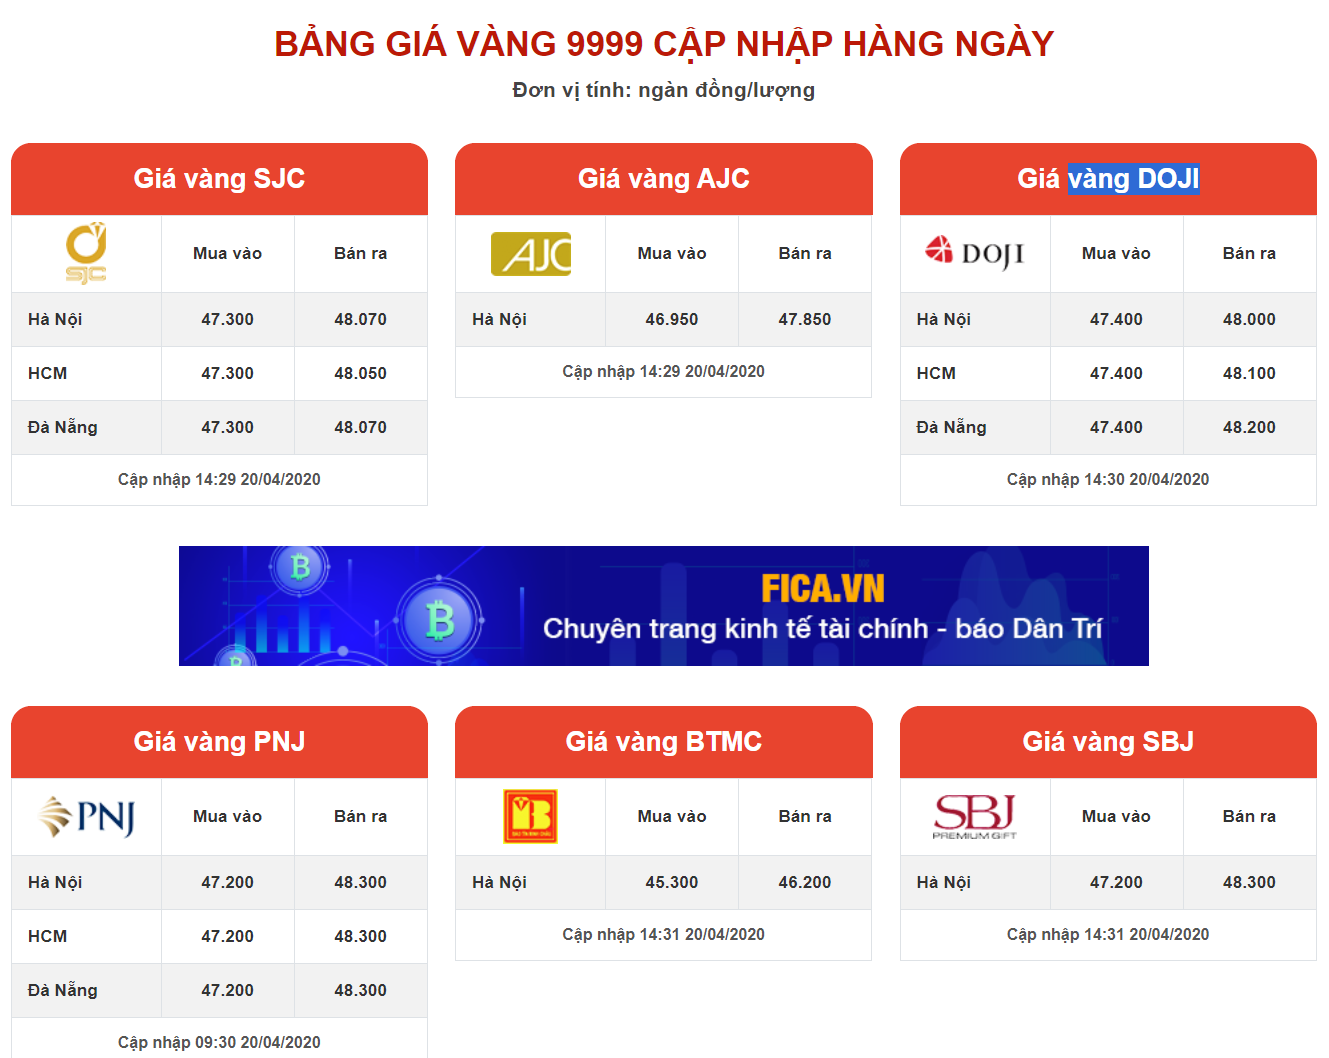 BẢNG GIÁ VÀNG 9999 CẬP NHẬP HÀNG NGÀY
Đơn vị tính: ngàn đồng/lượng
Giá vàng SJC
SJC
Mua vào Bán ra
Hà Nội 47.300 48.070
HCM 47.300 48.050
Đà Nẵng 47.300 48.070
Cập nhập 14:29 20/04/2020
Giá vàng AJC
AJC Mua vào Bán ra
Hà Nội 46.950 47.850
Cập nhập 14:29 20/04/2020
Giá vàng DOJI
DOJI Mua vào Bán ra
Hà Nội 47.400 48.000
HCM 47.400 48.100
Đà Nẵng 47.400 48.200
Cập nhập 14:30 20/04/2020
FICA.VN
Chuyên trang kinh tế tài chính - báo Dân Trí
Giá vàng PNJ
PNJ Mua vào Bán ra
Hà Nội 47.200 48.300
HCM 47.200 48.300
Đà Nẵng 47.200 48.300
Cập nhập 09:30 20/04/2020
Giá vàng BTMC
Mua vào Bán ra
Hà Nội 45.300 46.200
Cập nhập 14:31 20/04/2020
Giá vàng SBJ
SBJ Mua vào Bán ra
PREMIUM GIFT
Hà Nội 47.200 48.300
Cập nhập 14:31 20/04/2020